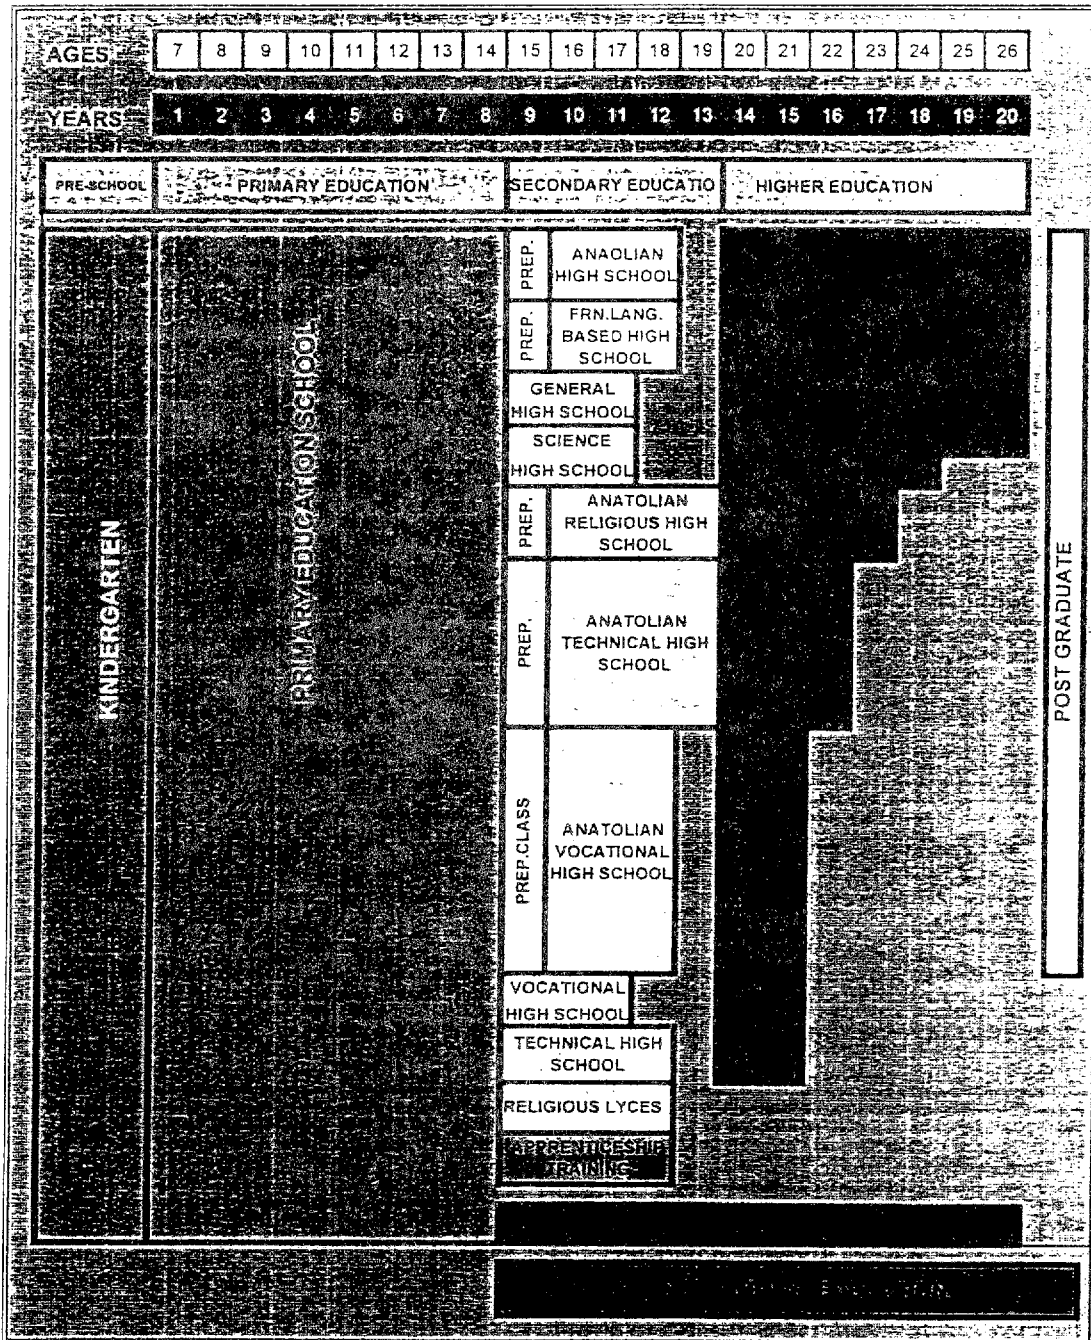 AGES 7 8 9 10 11 12 13 14 15 16 17 18 19 20 21 22 23 24 25 26
YEARS 1 2 3 4 5 6 7 8 9 10 11 12 13 14 15 16 17 18 19 20
PRE-SCHOOL PRIMARY EDUCATION SECONDARY EDUCATIO HIGHER EDUCATION
KINDERGARTEN
PRIMARY EDUCATION SCHOOL
PREP.
ANAOLIAN
HIGH SCHOOL
PREP.
FRN.LANG.
BASED HIGH
SCHOOL
GENERAL
HIGH SCHOOL
SCIENCE
HIGH SCHOOL
PREP.
ANATOLIAN
RELIGIOUS HIGH
SCHOOL
PREP.
ANATOLIAN
TECHNICAL HIGH
SCHOOL
PREP.CLASS
ANATOLIAN
VOCATIONAL
HIGH SCHOOL
VOCATIONAL
HIGH SCHOOL
TECHNICAL HIGH
SCHOOL
RELIGIOUS LYCES
APPRENTICESHIP
TRAINING
POST GRADUATE